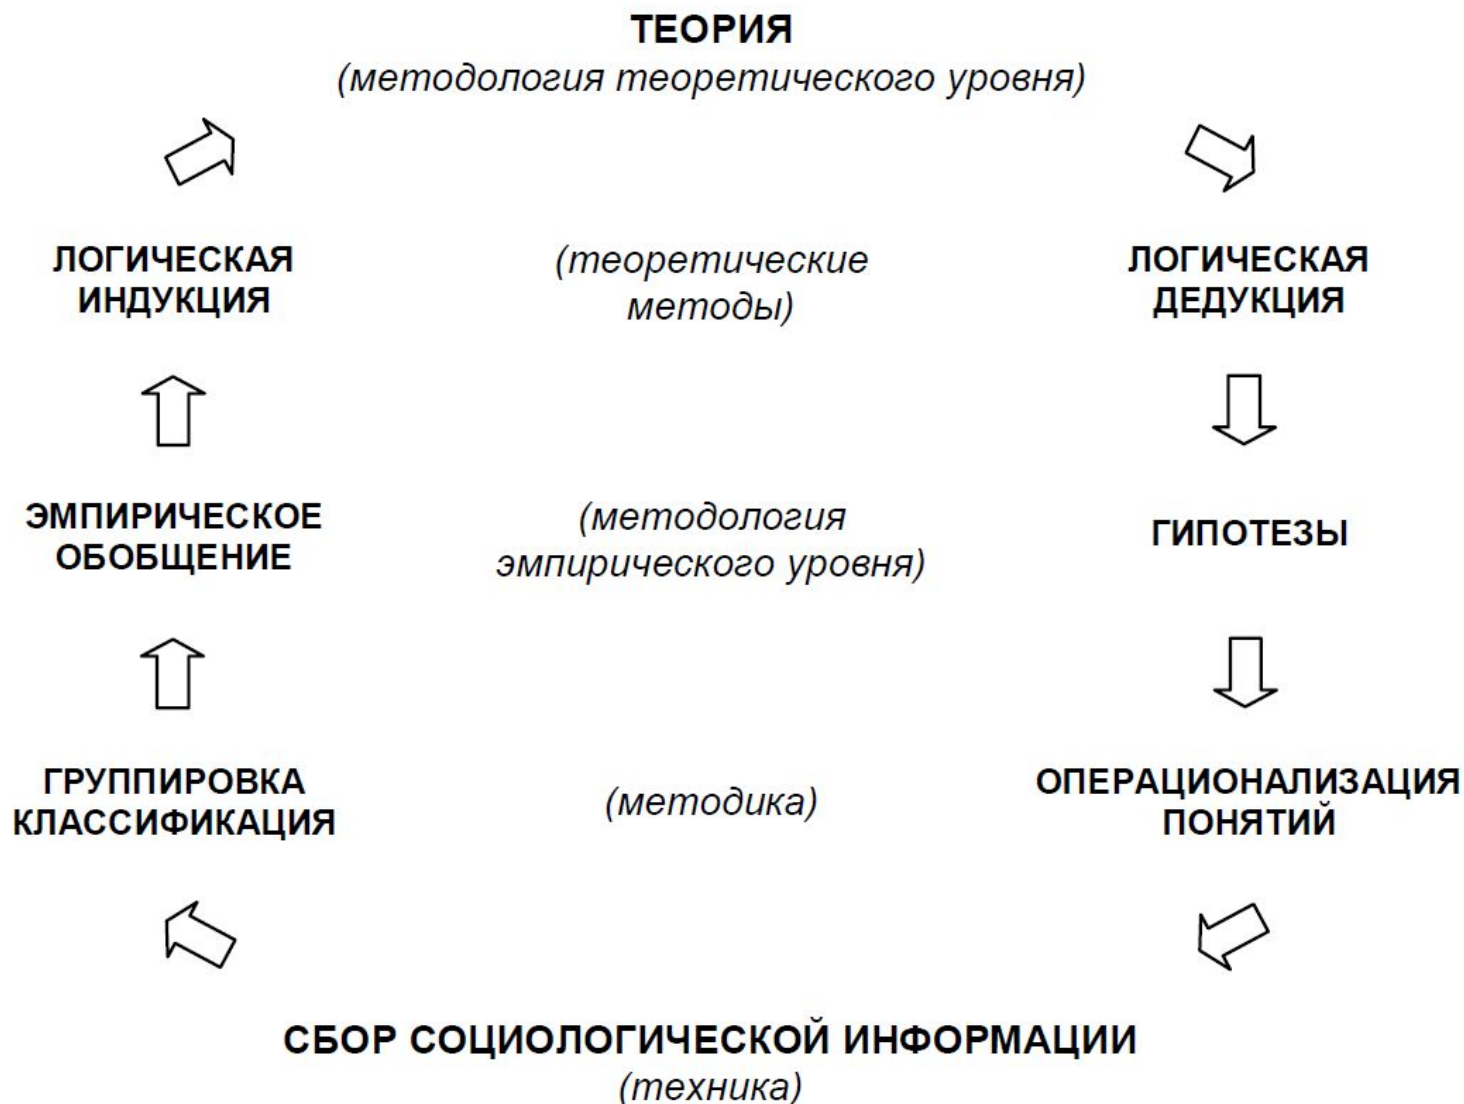 ТЕОРИЯ
(методология теоретического уровня)
ЛОГИЧЕСКАЯ
ИНДУКЦИЯ
(теоретические
методы)
ЛОГИЧЕСКАЯ
ДЕДУКЦИЯ
ЭМПИРИЧЕСКОЕ
ОБОБЩЕНИЕ
(методология
эмпирического уровня)
ГИПОТЕЗЫ
ГРУППИРОВКА
КЛАССИФИКАЦИЯ
(методика)
ОПЕРАЦИОНАЛИЗАЦИЯ
ПОНЯТИЙ
СБОР СОЦИОЛОГИЧЕСКОЙ ИНФОРМАЦИИ
(техника)